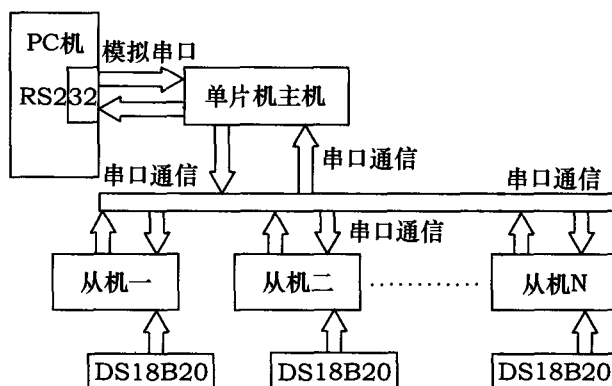 PC机
模拟串口
RS232
单片机主机
串口通信
串口通信
串口通信
串口通信
从机一
从机二
············
从机N
DS18B20
DS18B20
DS18B20